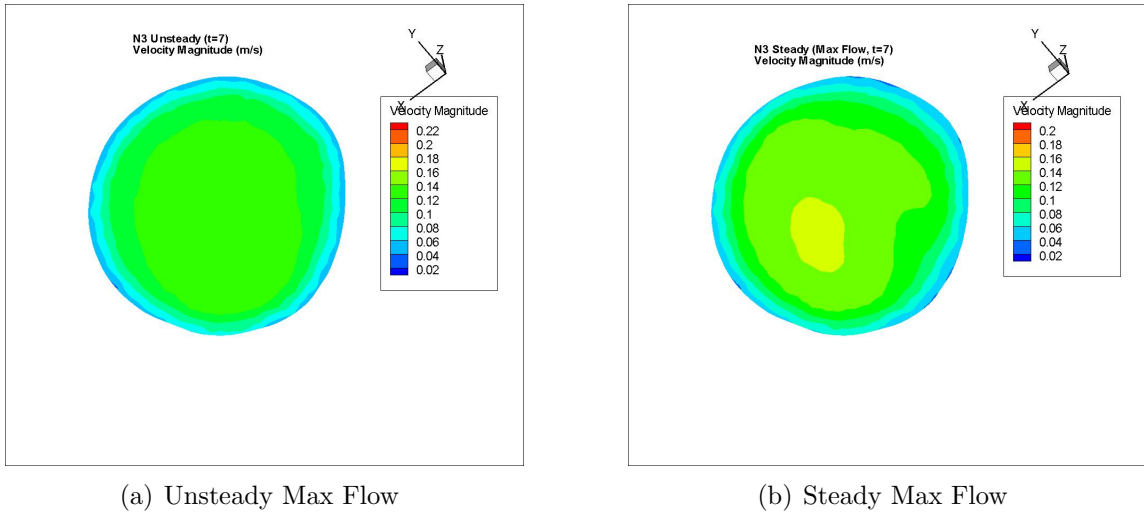 N3 Unsteady (t=7)
Velocity Magnitude (m/s)
Y
Z
X
Velocity Magnitude
0.22
0.2
0.18
0.16
0.14
0.12
0.1
0.08
0.06
0.04
0.02
(a) Unsteady Max Flow
N3 Steady (Max Flow, t=7)
Velocity Magnitude (m/s)
Y
Z
X
Velocity Magnitude
0.2
0.18
0.16
0.14
0.12
0.1
0.08
0.06
0.04
0.02
(b) Steady Max Flow